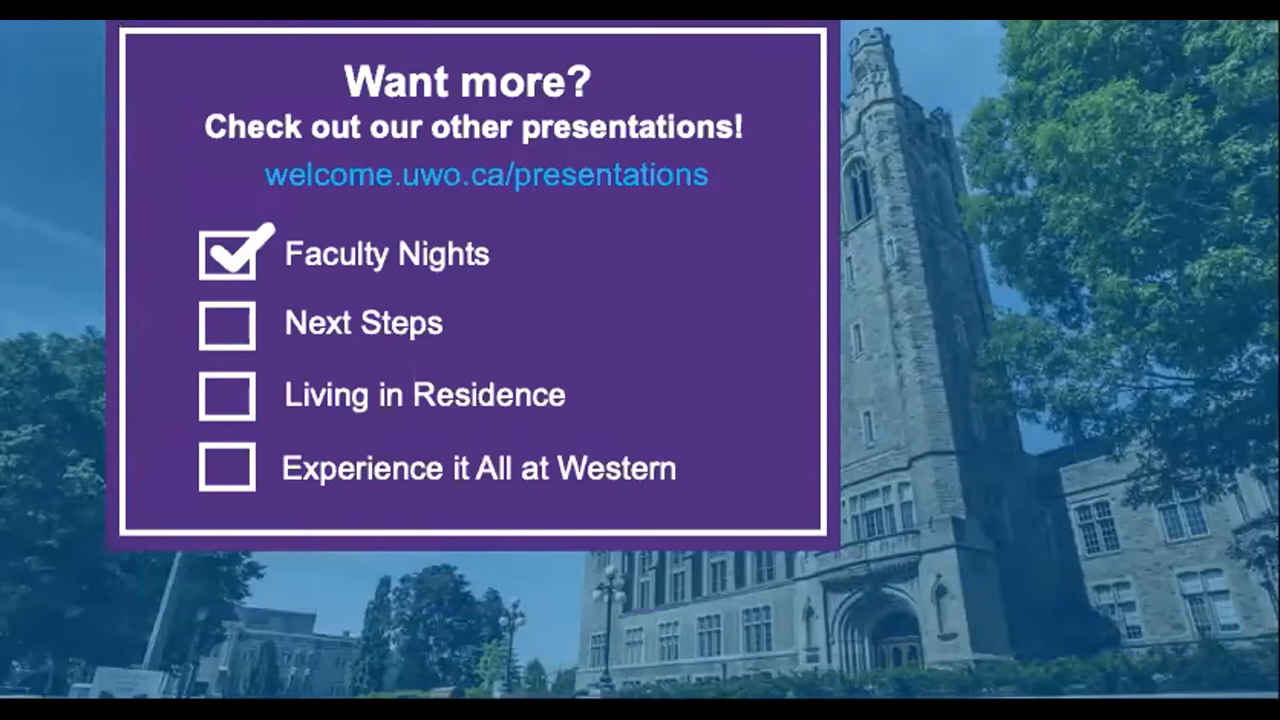 Want more?
Check out our other presentations!
welcome.uwo.ca/presentations
Faculty Nights
Next Steps
Living in Residence
Experience it All at Western